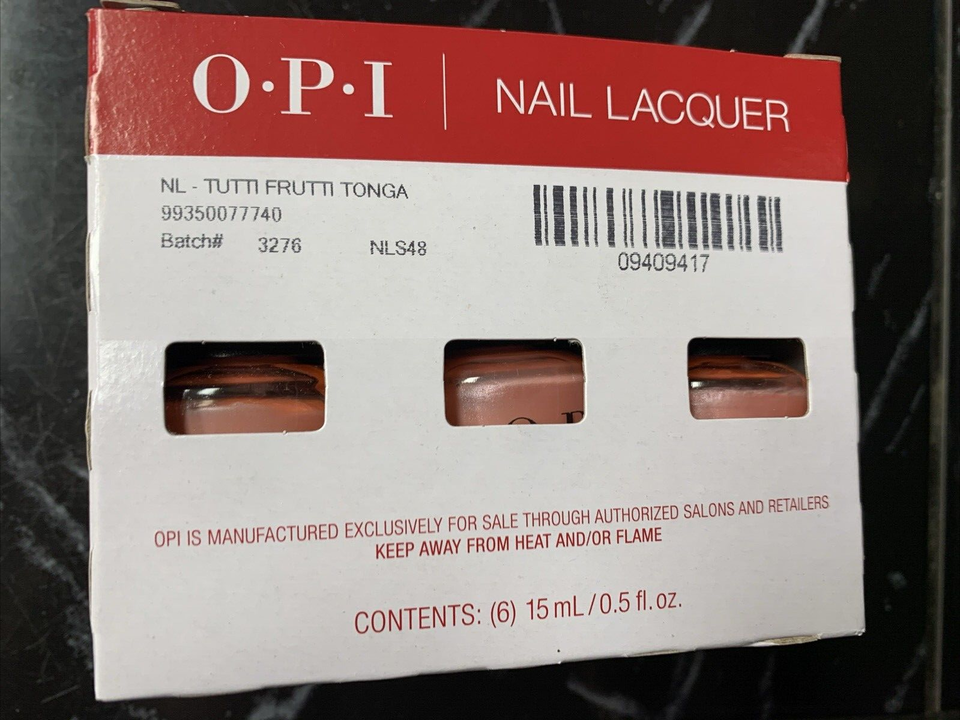 O·P·I | NAIL LACQUER
NL - TUTTI FRUTTI TONGA
99350077740
Batch# 3276 NLS48
09409417
O P
OPI IS MANUFACTURED EXCLUSIVELY FOR SALE THROUGH AUTHORIZED SALONS AND RETAILERS
KEEP AWAY FROM HEAT AND/OR FLAME
CONTENTS: (6) 15 mL / 0.5 fl. oz.